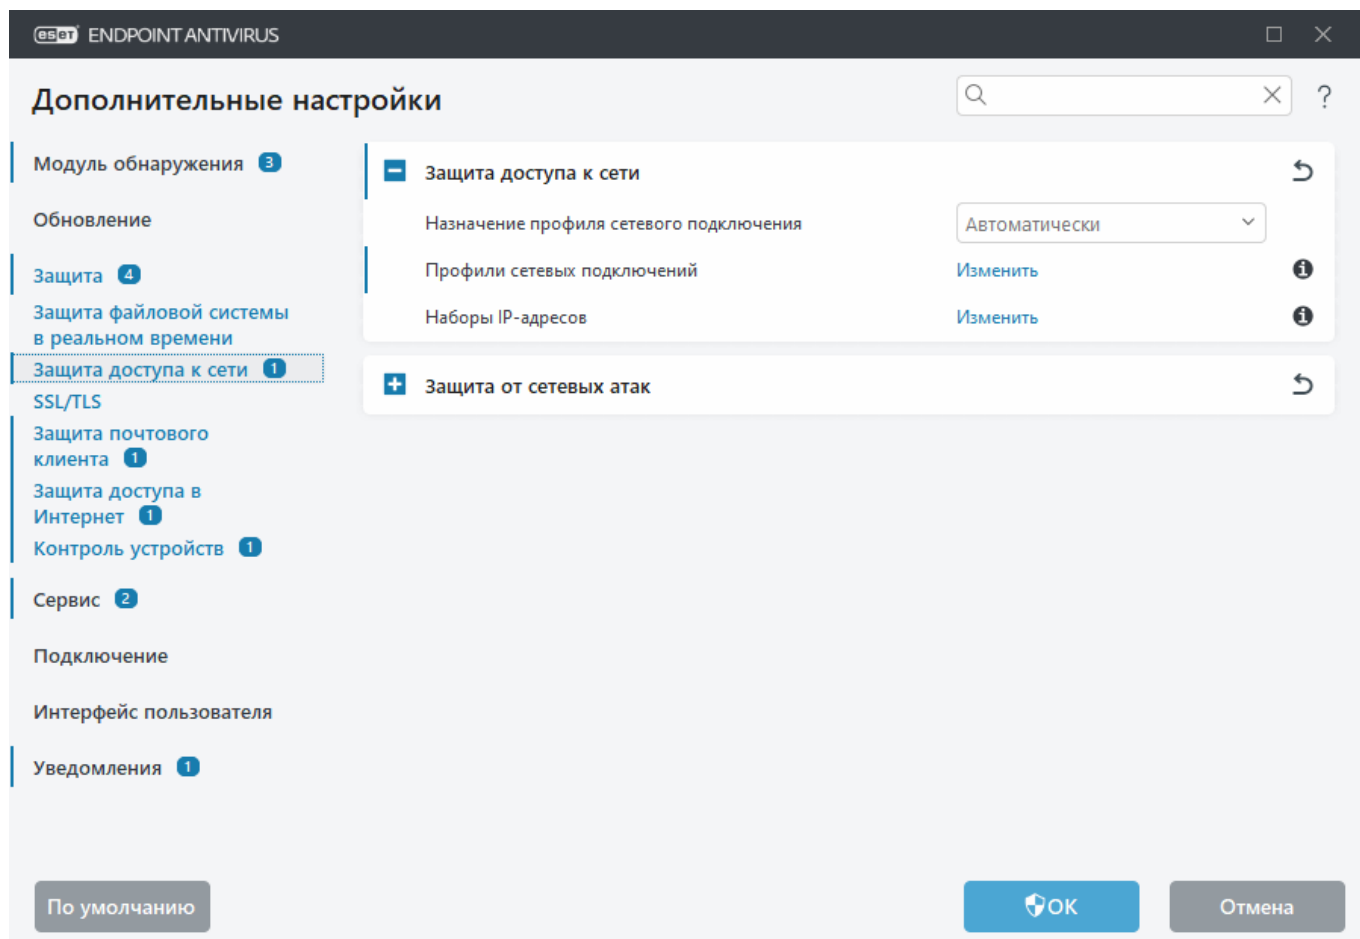 eset ENDPOINT ANTIVIRUS
Дополнительные настройки
?
Модуль обнаружения 3
Обновление
Защита 4
Защита файловой системы
в реальном времени
Защита доступа к сети 1
SSL/TLS
Защита почтового
клиента 1
Защита доступа в
Интернет 1
Контроль устройств 1
Сервис 2
Подключение
Интерфейс пользователя
Уведомления 1
Защита доступа к сети
Назначение профиля сетевого подключения Автоматически
Профили сетевых подключений Изменить
Наборы IP-адресов Изменить
Защита от сетевых атак
По умолчанию
ОК
Отмена